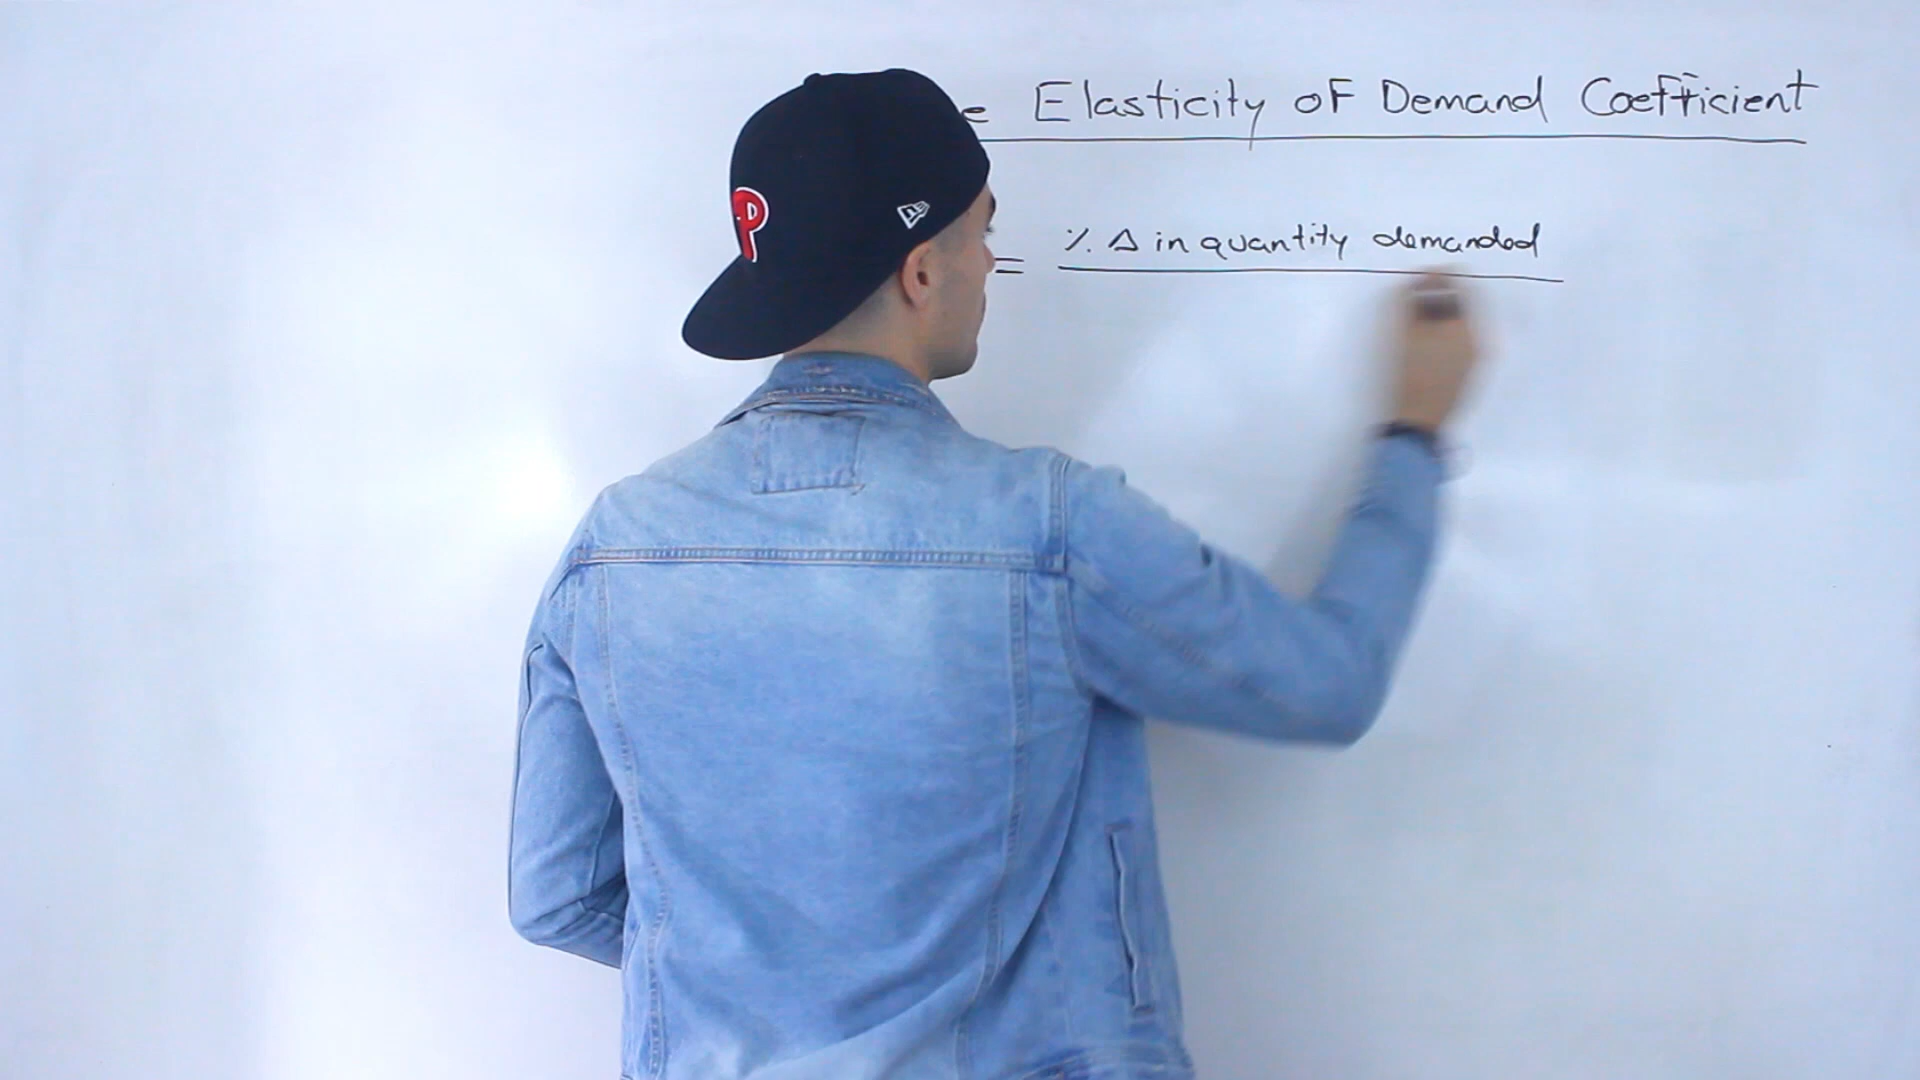 e Elasticity of Demand Coefficient
= % Δ in quantity demanded
P